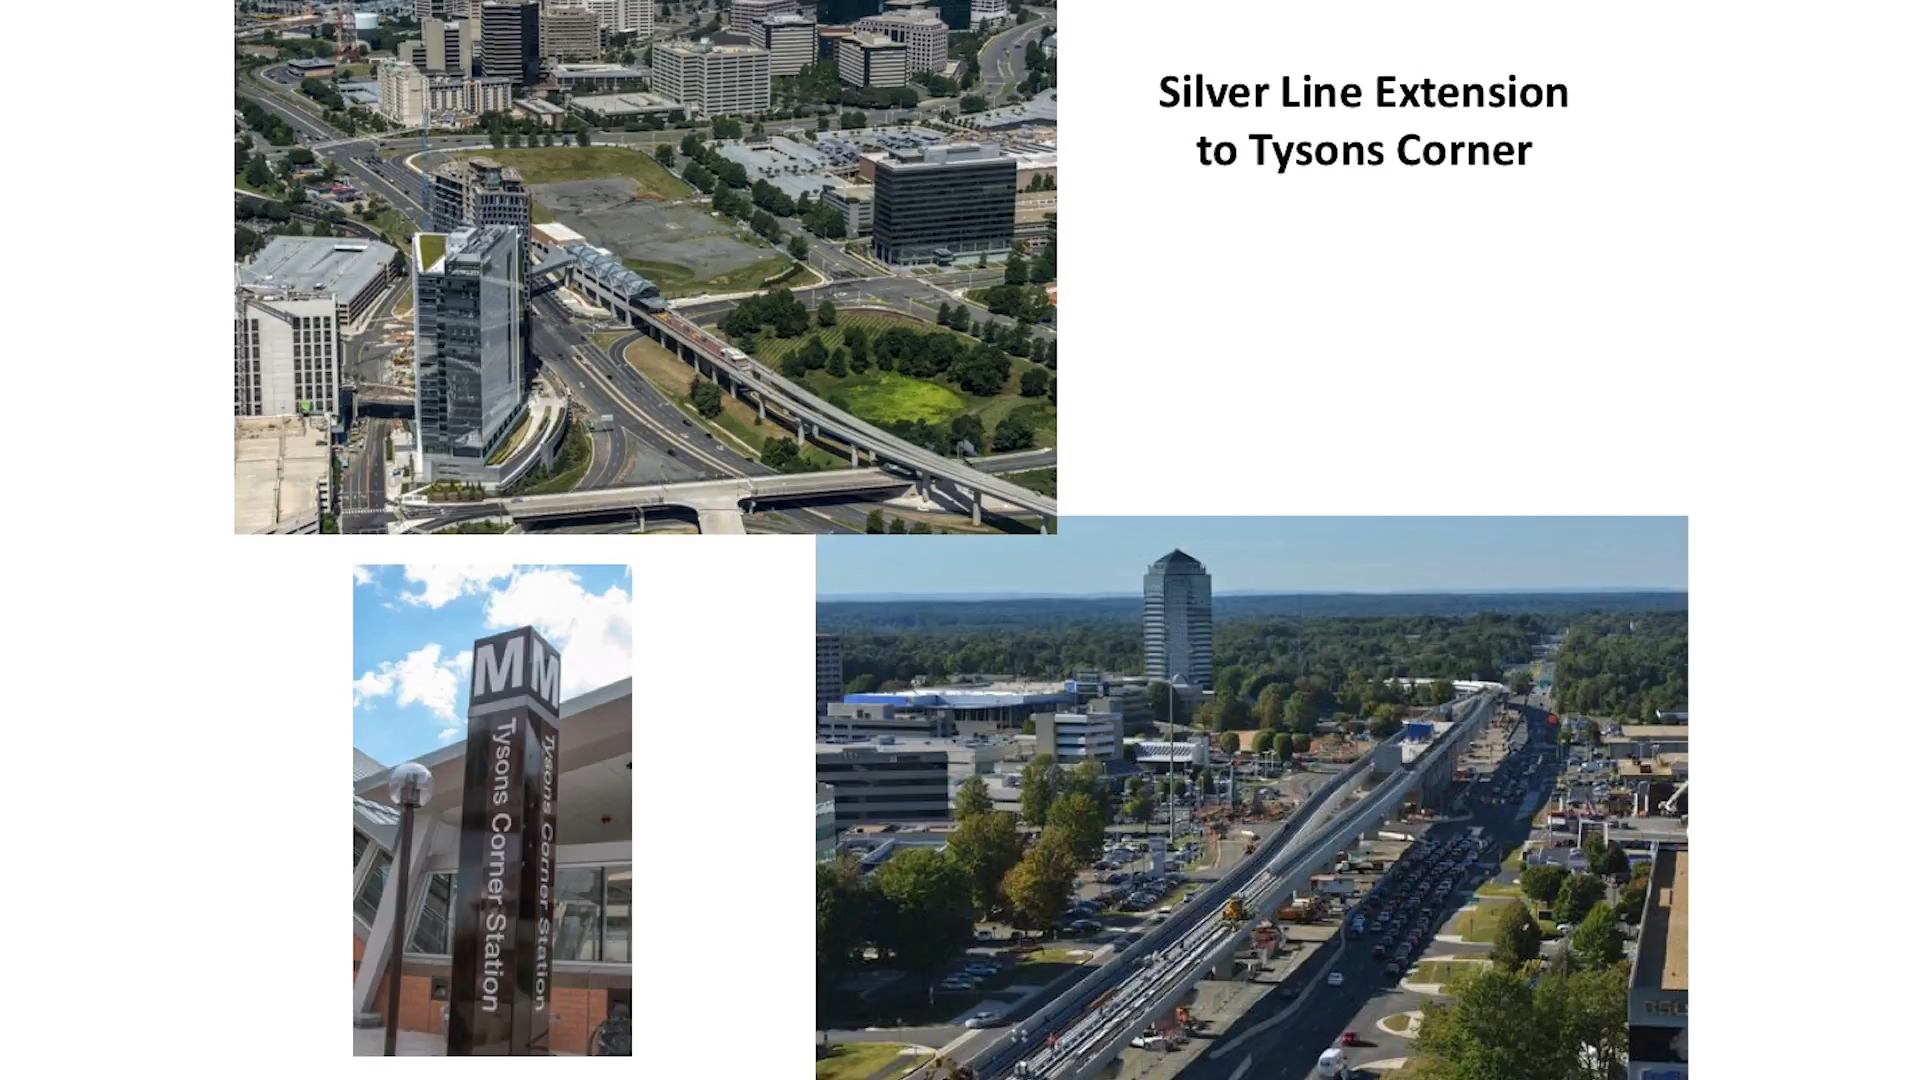 Silver Line Extension
to Tysons Corner
M M
Tysons Corner Station
Tysons Corner Station